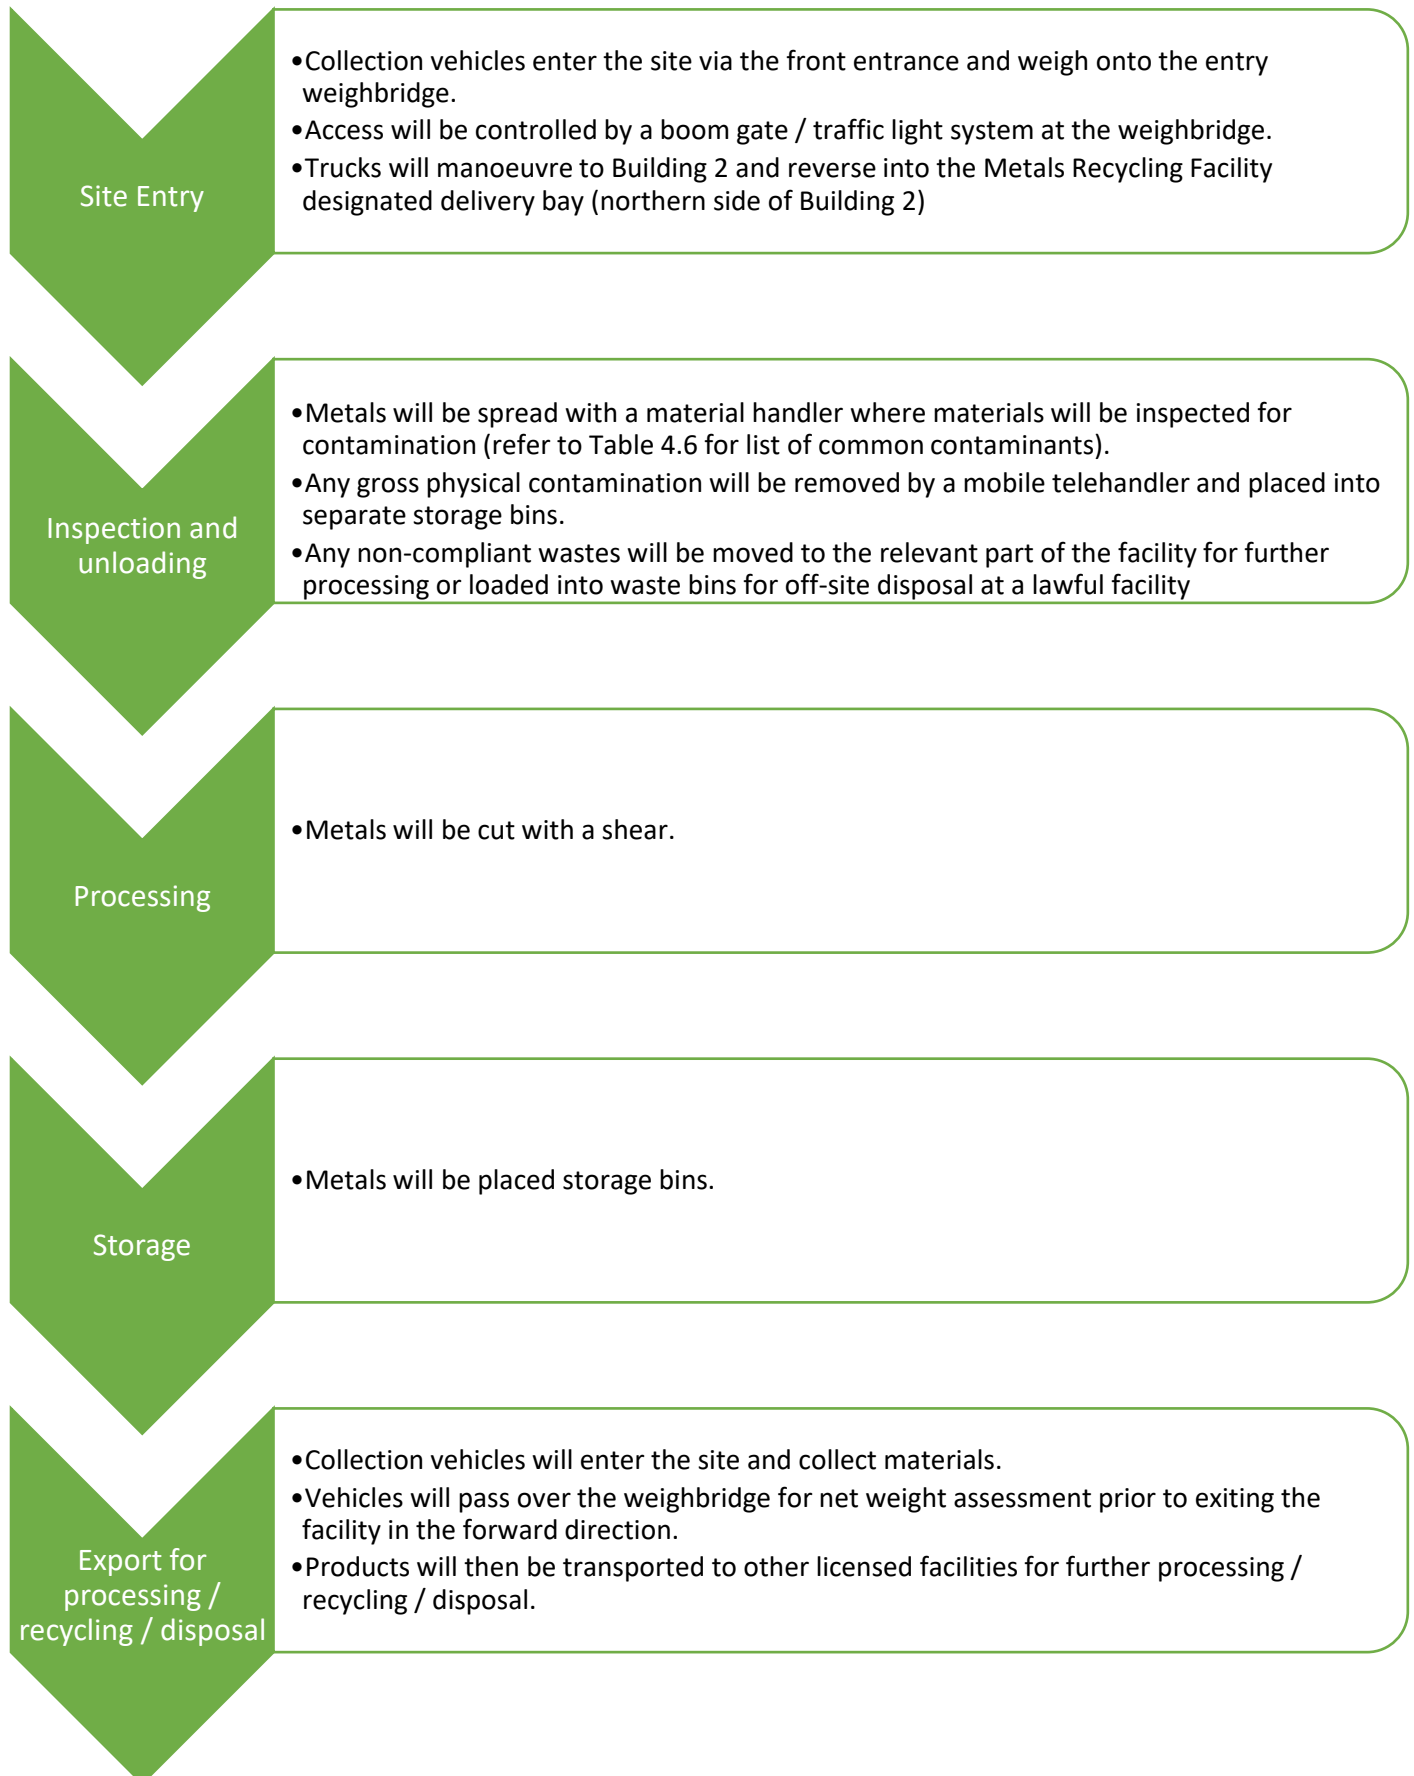 Site Entry
•Collection vehicles enter the site via the front entrance and weigh onto the entry
weighbridge.
•Access will be controlled by a boom gate / traffic light system at the weighbridge.
•Trucks will manoeuvre to Building 2 and reverse into the Metals Recycling Facility
designated delivery bay (northern side of Building 2)
Inspection and
unloading
•Metals will be spread with a material handler where materials will be inspected for
contamination (refer to Table 4.6 for list of common contaminants).
•Any gross physical contamination will be removed by a mobile telehandler and placed into
separate storage bins.
•Any non-compliant wastes will be moved to the relevant part of the facility for further
processing or loaded into waste bins for off-site disposal at a lawful facility
Processing
•Metals will be cut with a shear.
Storage
•Metals will be placed storage bins.
Export for
processing /
recycling / disposal
•Collection vehicles will enter the site and collect materials.
•Vehicles will pass over the weighbridge for net weight assessment prior to exiting the
facility in the forward direction.
•Products will then be transported to other licensed facilities for further processing /
recycling / disposal.